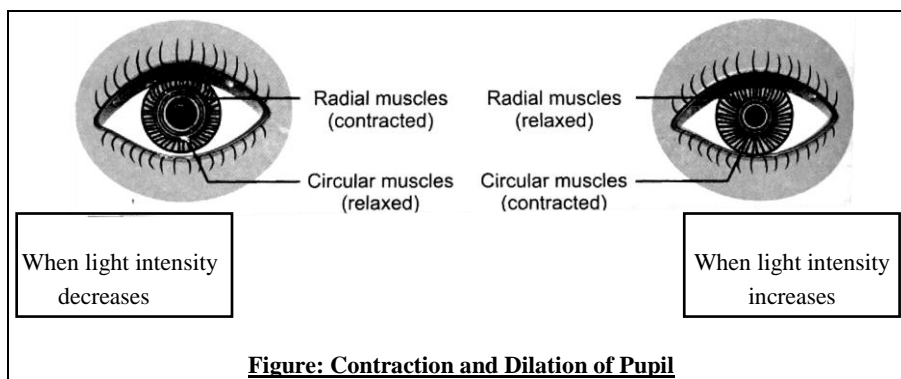 Radial muscles
(contracted)
Radial muscles
(relaxed)
Circular muscles
(relaxed)
Circular muscles
(contracted)
When light intensity
decreases
When light intensity
increases
Figure: Contraction and Dilation of Pupil